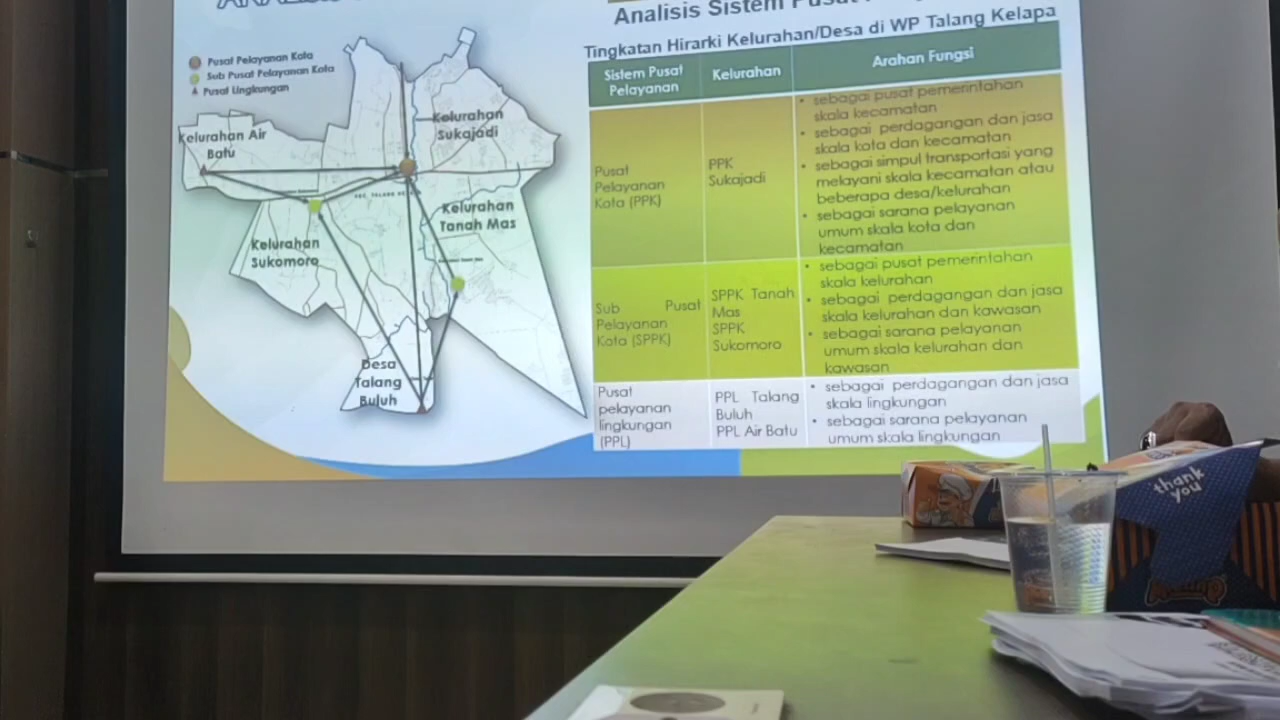 Analisis Sistem Pusat
Tingkatan Hirarki Kelurahan/Desa di WP Talang Kelapa
Pusat Pelayanan Kota
Sub Pusat Pelayanan Kota
Pusat Lingkungan
Kelurahan Air
Batu
Kelurahan
Sukajadi
Kelurahan
Tanah Mas
Kelurahan
Sukomoro
Desa
Talang
Buluh
Sistem Pusat
Pelayanan
Kelurahan
Arahan Fungsi
Pusat
Pelayanan
Kota (PPK)
PPK
Sukajadi
• sebagai pusat pemerintahan
skala kecamatan
• sebagai perdagangan dan jasa
skala kota dan kecamatan
• sebagai simpul transportasi yang
melayani skala kecamatan atau
beberapa desa/kelurahan
• sebagai sarana pelayanan
umum skala kota dan
kecamatan
Sub Pusat
Pelayanan
Kota (SPPK)
SPPK Tanah
Mas
SPPK
Sukomoro
• sebagai pusat pemerintahan
skala kelurahan
• sebagai perdagangan dan jasa
skala kelurahan dan kawasan
• sebagai sarana pelayanan
umum skala kelurahan dan
kawasan
Pusat
pelayanan
lingkungan
(PPL)
PPL Talang
Buluh
PPL Air Batu
• sebagai perdagangan dan jasa
skala lingkungan
• sebagai sarana pelayanan
umum skala lingkungan
thank
you